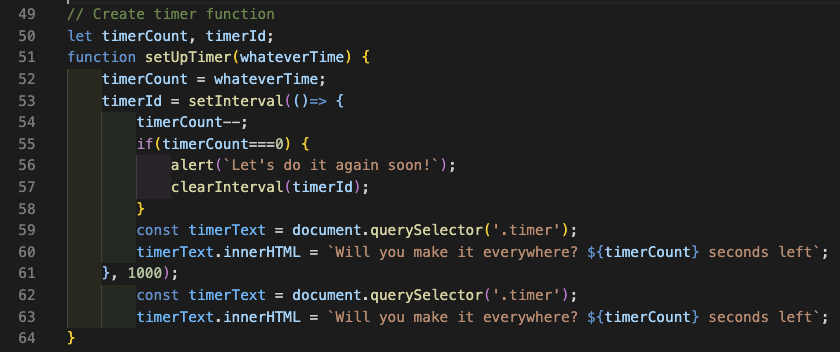 49 // Create timer function
50 let timerCount, timerId;
51 function setUpTimer(whateverTime) {
52     timerCount = whateverTime;
53     timerId = setInterval(()=> {
54         timerCount--;
55         if(timerCount===0) {
56             alert(`Let's do it again soon!`);
57             clearInterval(timerId);
58         }
59         const timerText = document.querySelector('.timer');
60         timerText.innerHTML = `Will you make it everywhere? ${timerCount} seconds left`;
61     }, 1000);
62         const timerText = document.querySelector('.timer');
63         timerText.innerHTML = `Will you make it everywhere? ${timerCount} seconds left`;
64 }